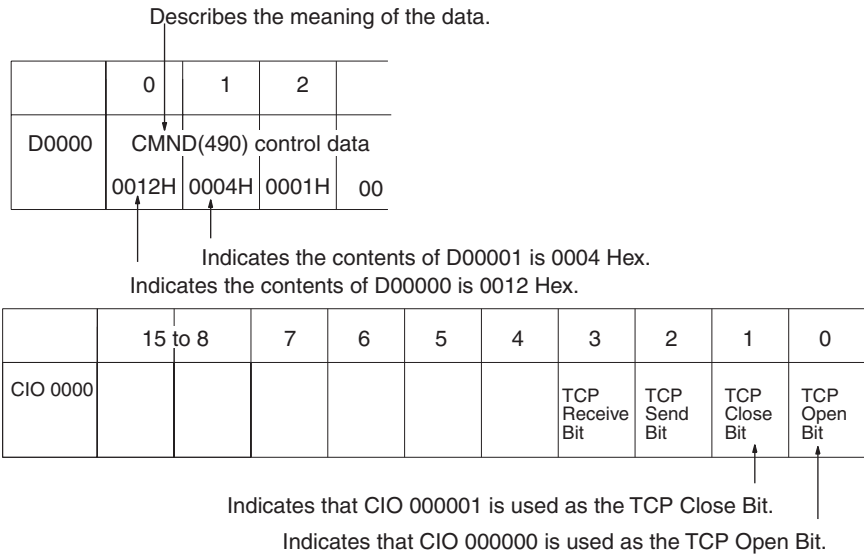 Describes the meaning of the data.
0 1 2
D0000 CMND(490) control data
0012H 0004H 0001H 00
Indicates the contents of D00001 is 0004 Hex.
Indicates the contents of D00000 is 0012 Hex.
15 to 8 7 6 5 4 3 2 1 0
CIO 0000
TCP Receive Bit
TCP Send Bit
TCP Close Bit
TCP Open Bit
Indicates that CIO 000001 is used as the TCP Close Bit.
Indicates that CIO 000000 is used as the TCP Open Bit.